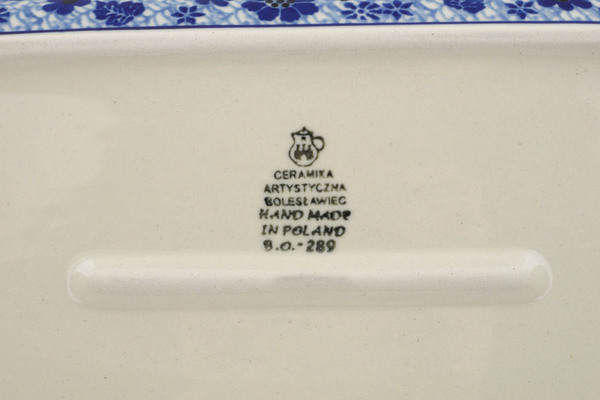 CERAMIKA
ARTYSTYCZNA
BOLESŁAWIEC
HAND MADE
IN POLAND
B.O.-289